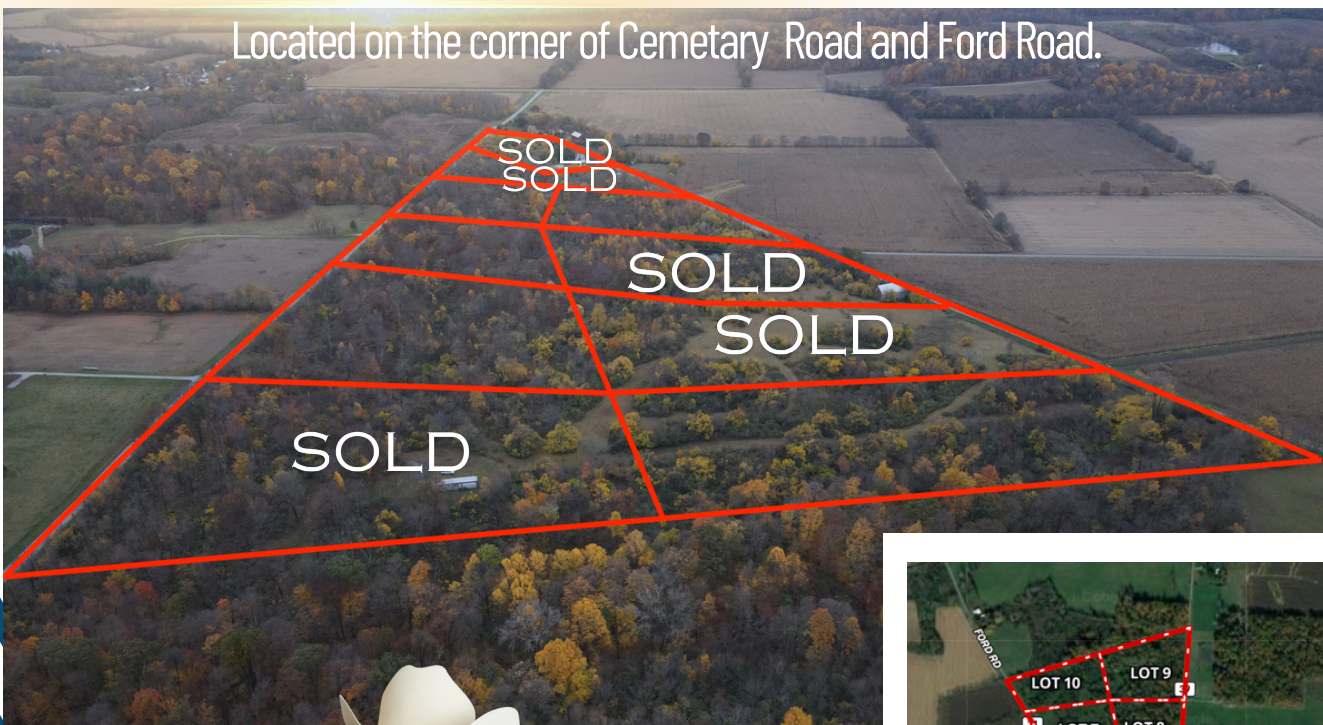 Located on the corner of Cemetary Road and Ford Road.
SOLD
SOLD
SOLD
SOLD
SOLD
FORD RD
LOT 9
LOT 10